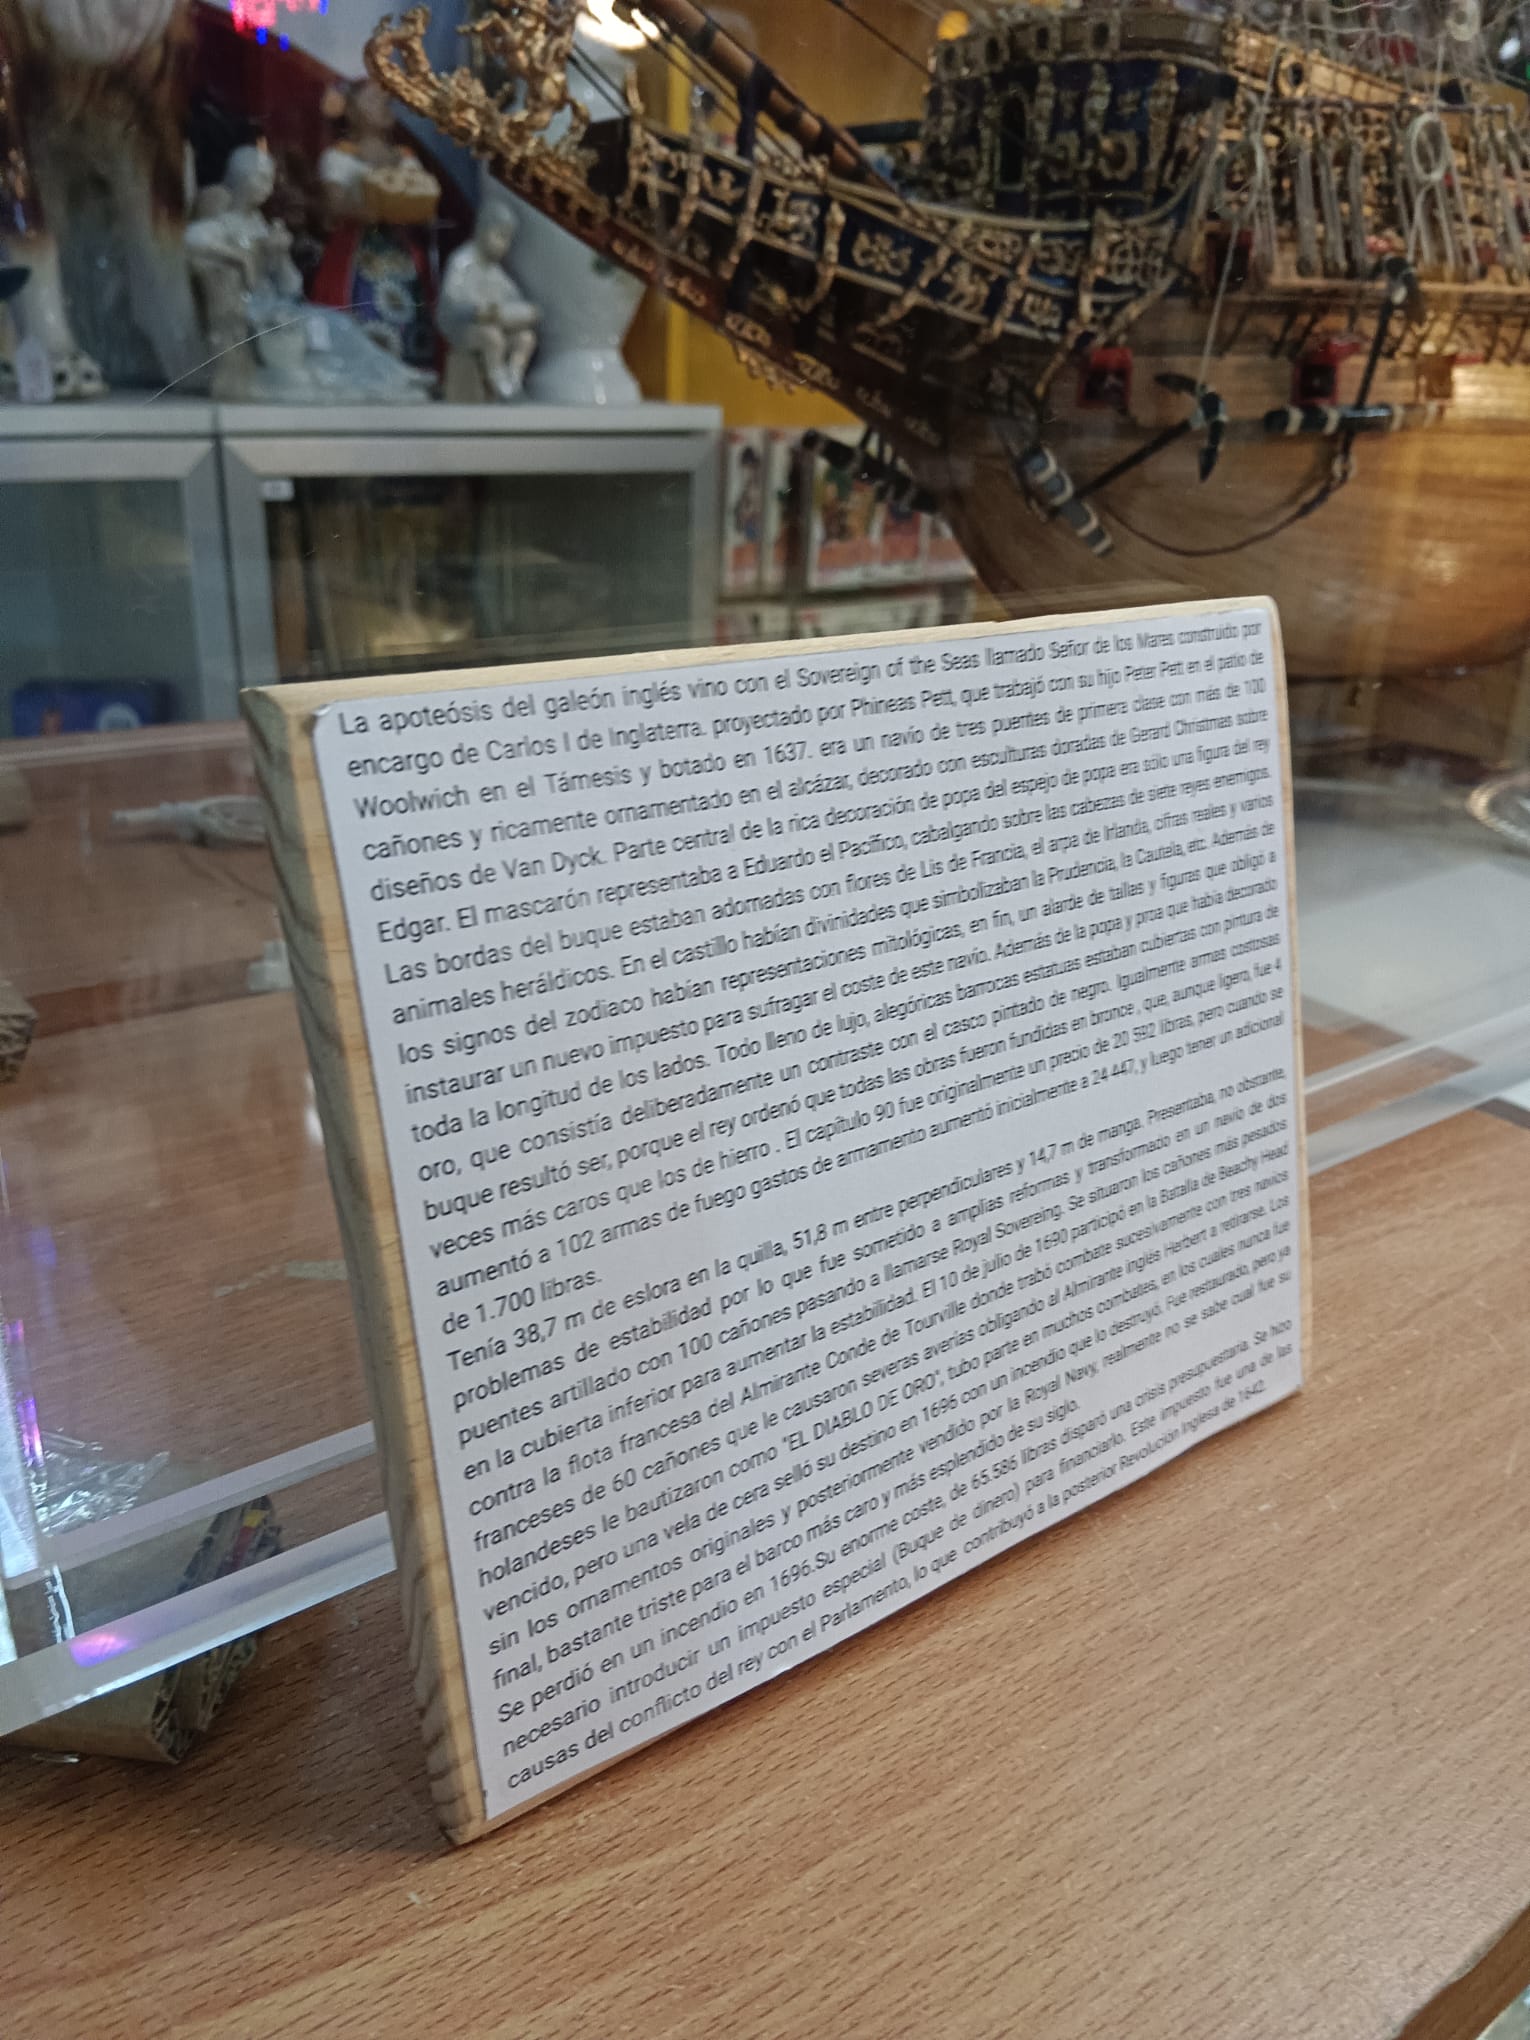 La apoteósis del galeón inglés vino con el Sovereign of the Seas llamado Señor de los Mares construido por
encargo de Carlos I de Inglaterra. proyectado por Phineas Pett, que trabajó con su hijo Peter Pett en el patio de
Woolwich en el Támesis y botado en 1637. era un navío de tres puentes de primera clase con más de 100
cañones y ricamente ornamentado en el alcázar, decorado con esculturas doradas de Gerard Christmas sobre
diseños de Van Dyck. Parte central de la rica decoración de popa del espejo de popa era sólo una figura del rey
Edgar. El mascarón representaba a Eduardo el Pacífico, cabalgando sobre las cabezas de siete reyes enemigos.
Las bordas del buque estaban adornadas con flores de Lis de Francia, el arpa de Irlanda, cifras reales y varios
animales heráldicos. En el castillo habían divinidades que simbolizaban la Prudencia, la Cautela, etc. Además de
los signos del zodiaco habían representaciones mitológicas, en fin, un alarde de tallas y figuras que obligó a
instaurar un nuevo impuesto para sufragar el coste de este navío. Además de la popa y proa que había decorado
toda la longitud de los lados. Todo lleno de lujo, alegóricas barrocas estatuas estaban cubiertas con pintura de
oro, que consistía deliberadamente un contraste con el casco pintado de negro. Igualmente armas costosas
buque resultó ser, porque el rey ordenó que todas las obras fueron fundidas en bronce , que, aunque ligero, fue 4
veces más caros que los de hierro . El capítulo 90 fue originalmente un precio de 20 592 libras, pero cuando se
aumentó a 102 armas de fuego gastos de armamento aumentó inicialmente a 24 447, y luego tener un adicional
de 1.700 libras.
Tenía 38,7 m de eslora en la quilla, 51,8 m entre perpendiculares y 14,7 m de manga. Presentaba, no obstante,
problemas de estabilidad por lo que fue sometido a amplias reformas y transformado en un navío de dos
puentes artillado con 100 cañones pasando a llamarse Royal Sovereing. Se situaron los cañones más pesados
en la cubierta inferior para aumentar la estabilidad. El 10 de julio de 1690 participó en la Batalla de Beachy Head
contra la flota francesa del Almirante Conde de Tourville donde trabó combate sucesivamente con tres navíos
franceses de 60 cañones que le causaron severas averías obligando al Almirante inglés Herbert a retirarse. Los
holandeses le bautizaron como "EL DIABLO DE ORO", tubo parte en muchos combates, en los cuales nunca fue
vencido, pero una vela de cera selló su destino en 1696 con un incendio que lo destruyó. Fue restaurado, pero ya
sin los ornamentos originales y posteriormente vendido por la Royal Navy, realmente no se sabe cual fue su
final, bastante triste para el barco más caro y más esplendido de su siglo.
Se perdió en un incendio en 1696.Su enorme coste, de 65.586 libras disparó una crisis presupuestaria. Se hizo
necesario introducir un impuesto especial (Buque de dinero) para financiarlo. Este impuesto fue una de las
causas del conflicto del rey con el Parlamento, lo que contribuyó a la posterior Revolución Inglesa de 1642.